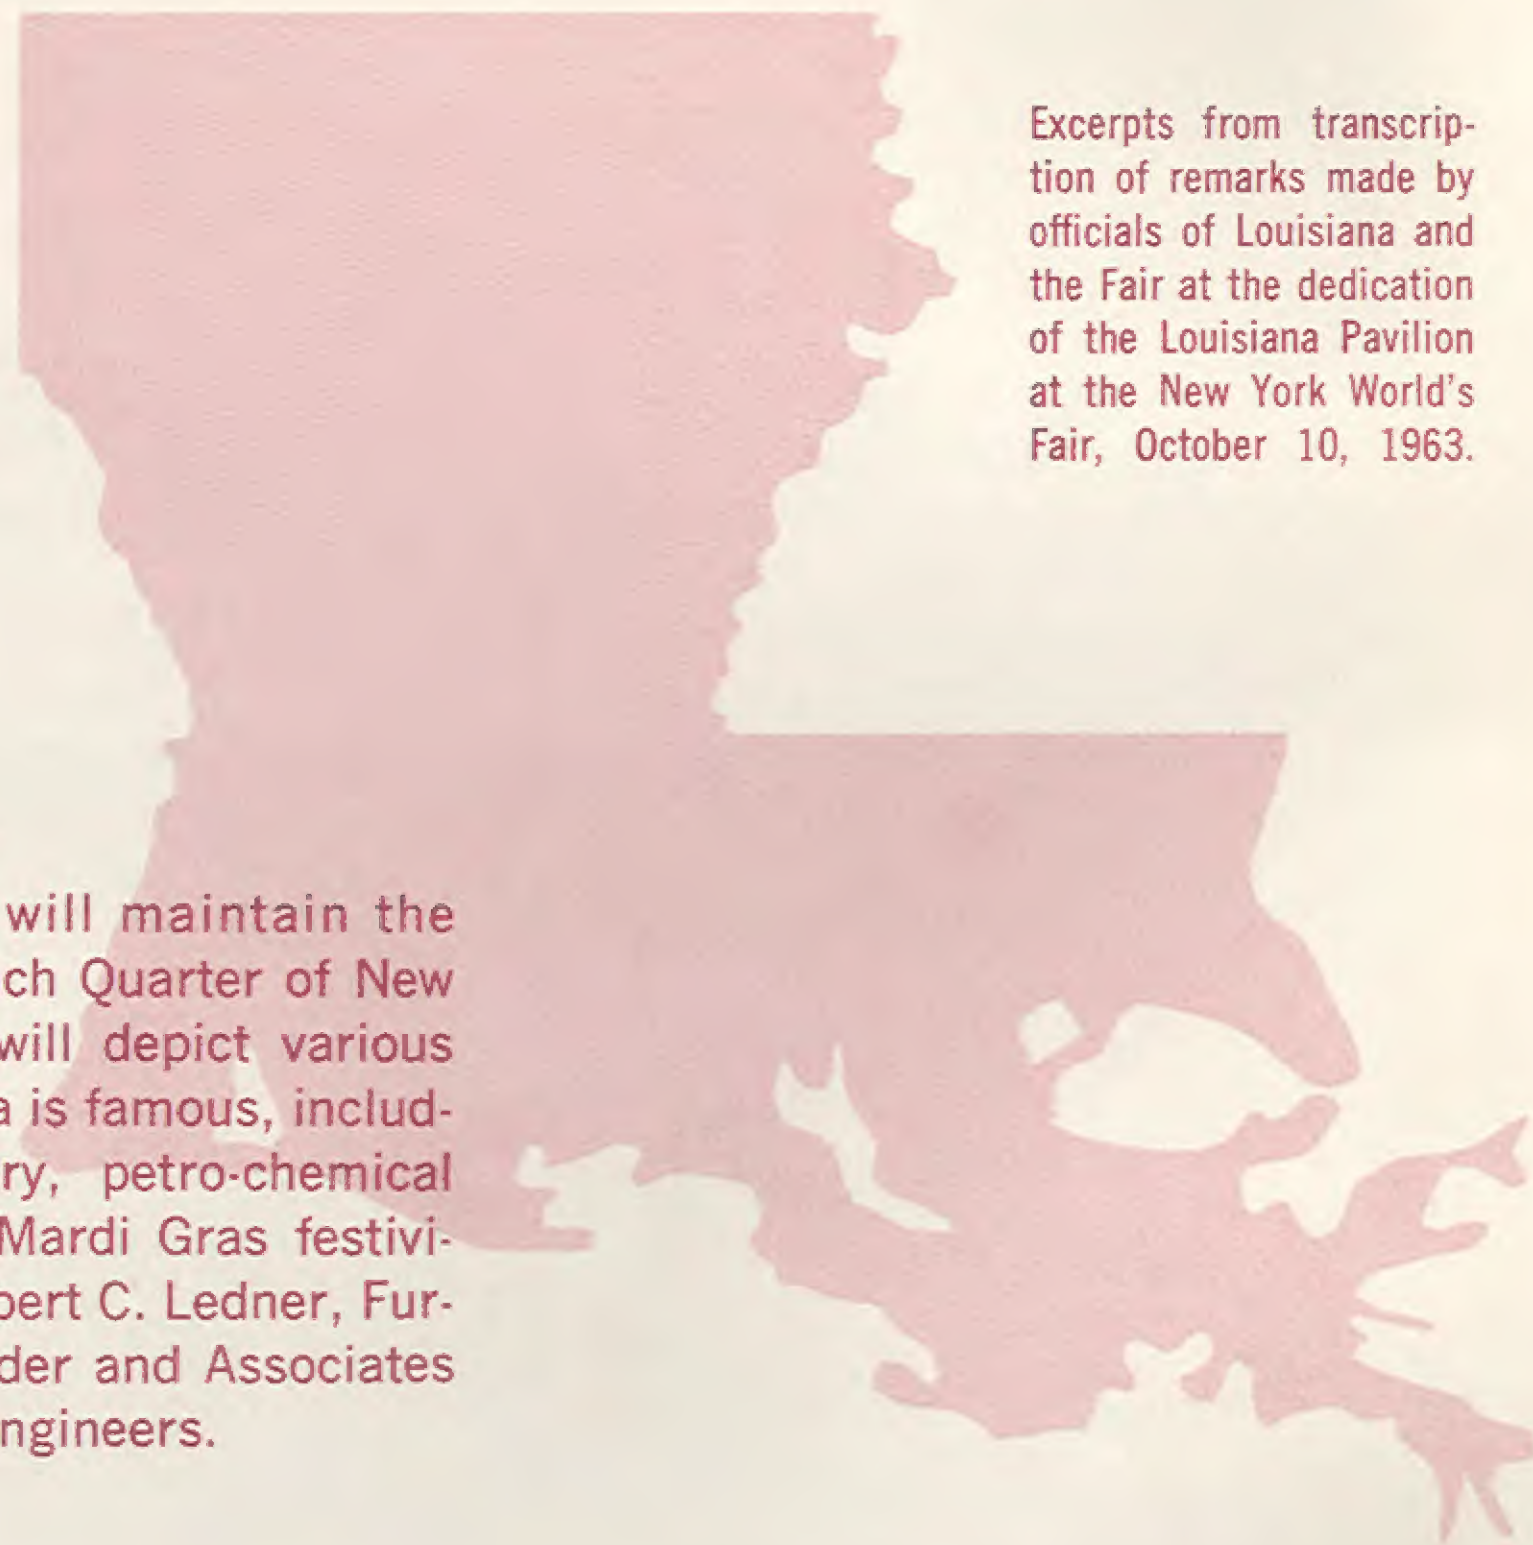 Excerpts from transcrip-
tion of remarks made by
officials of Louisiana and
the Fair at the dedication
of the Louisiana Pavilion
at the New York World's
Fair, October 10, 1963.
will maintain the
ch Quarter of New
will depict various
a is famous, includ-
ry, petro-chemical
Mardi Gras festivi-
bert C. Ledner, Fur-
der and Associates
ngineers.